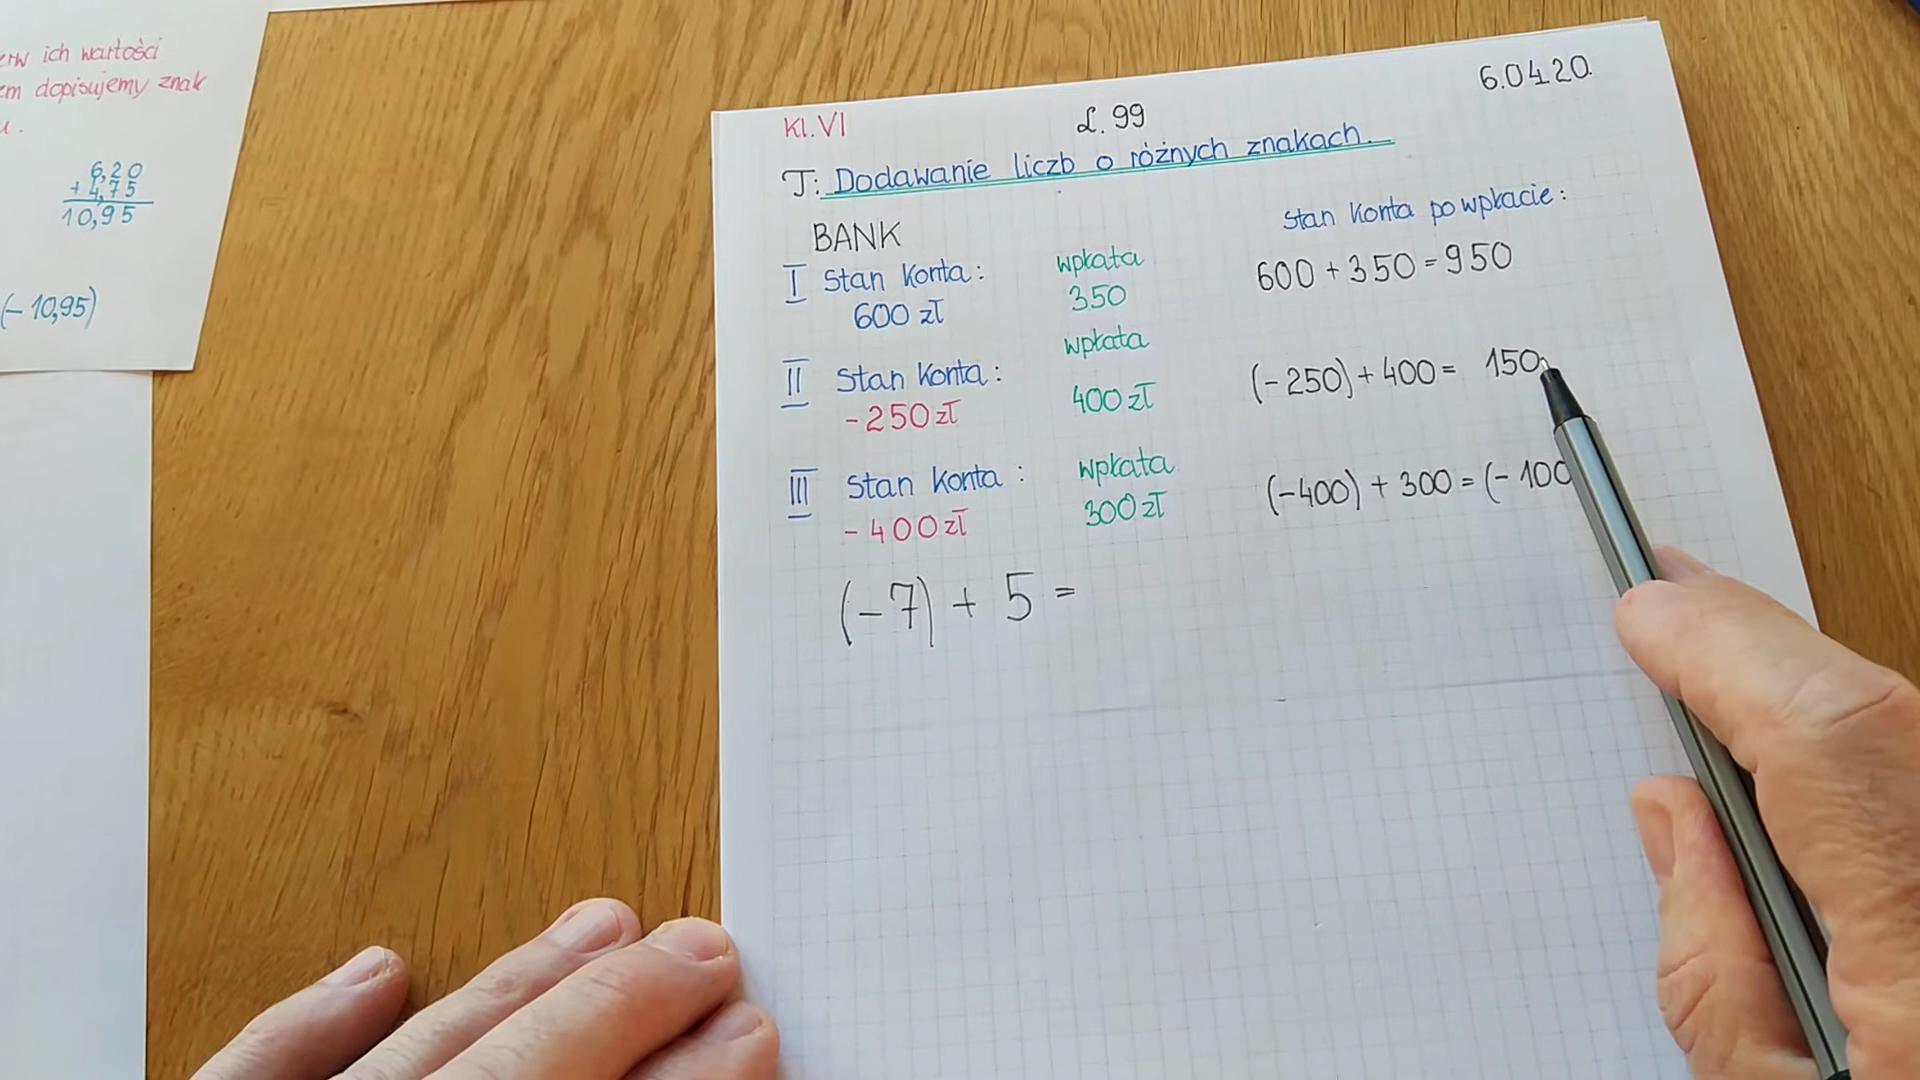 ich wartości
dopisujemy znak
6,20
+ 4,75
10,95
(- 10,95)
Kl. VI
L. 99
6.04.20.
T: Dodawanie liczb o różnych znakach.
BANK
Stan konta po wpłacie:
I Stan konta: wpłata
600 zł 350
600 + 350 = 950
II Stan konta: wpłata
-250 zł 400 zł
(-250) + 400 = 150
III Stan konta: wpłata
- 400 zł 300 zł
(-400) + 300 = (- 100
(-7) + 5 =